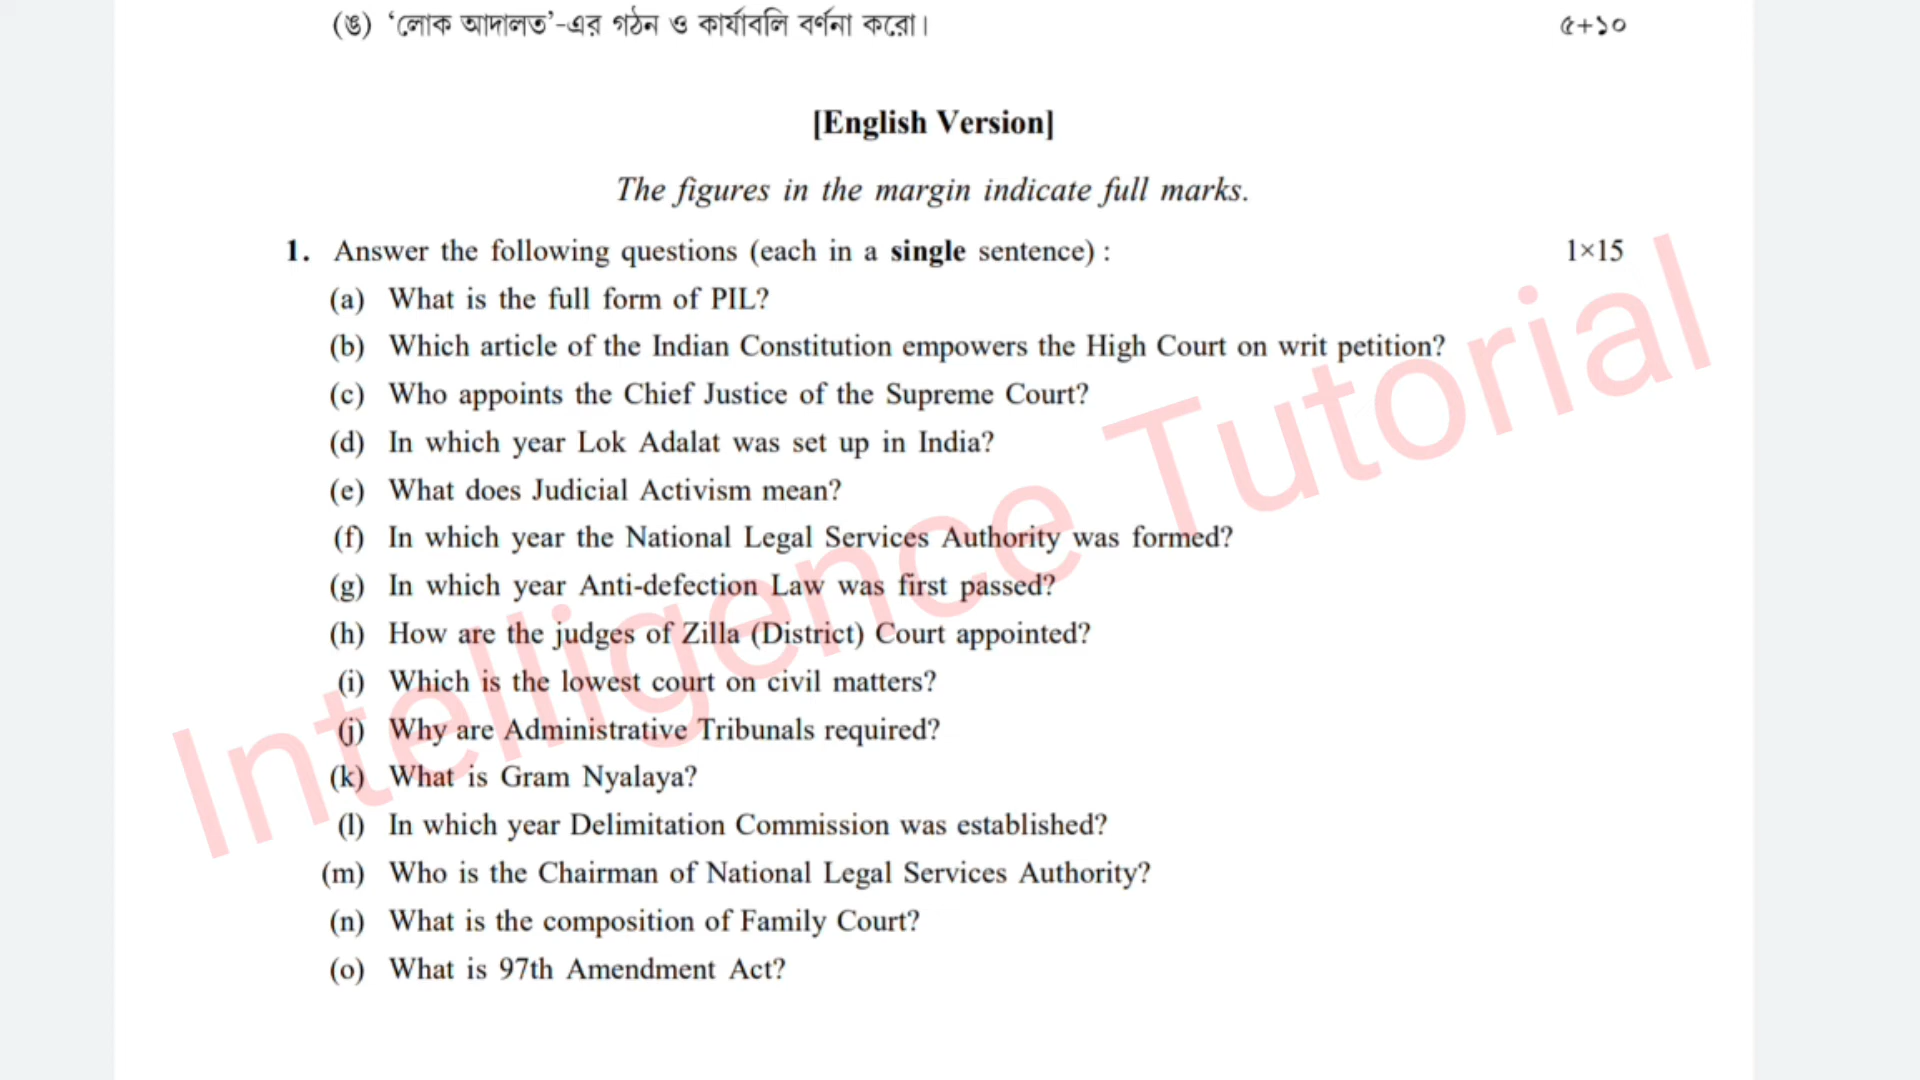 (ঙ) ‘লোক আদালত’-এর গঠন ও কার্যাবলি বর্ণনা করো। ৫+১০
[English Version]
The figures in the margin indicate full marks.
1. Answer the following questions (each in a single sentence) : 1×15
(a) What is the full form of PIL?
(b) Which article of the Indian Constitution empowers the High Court on writ petition?
(c) Who appoints the Chief Justice of the Supreme Court?
(d) In which year Lok Adalat was set up in India?
(e) What does Judicial Activism mean?
(f) In which year the National Legal Services Authority was formed?
(g) In which year Anti-defection Law was first passed?
(h) How are the judges of Zilla (District) Court appointed?
(i) Which is the lowest court on civil matters?
(j) Why are Administrative Tribunals required?
(k) What is Gram Nyalaya?
(l) In which year Delimitation Commission was established?
(m) Who is the Chairman of National Legal Services Authority?
(n) What is the composition of Family Court?
(o) What is 97th Amendment Act?
Intelligence Tutorial